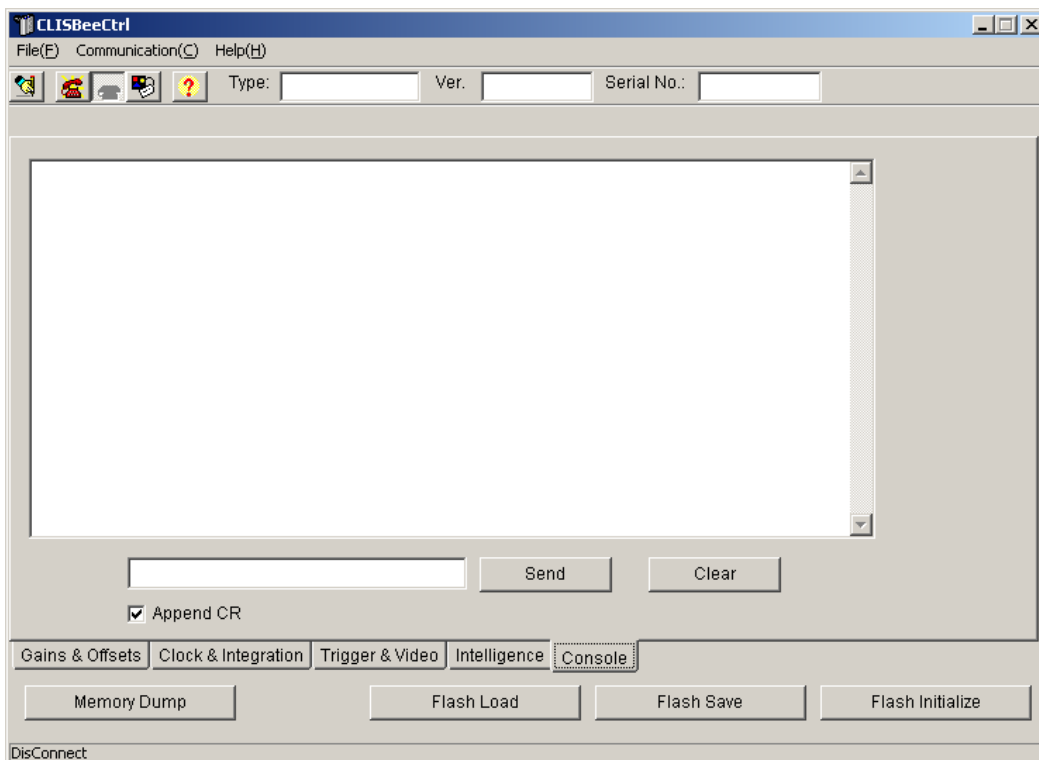 CLISBeeCtrl
File(F) Communication(C) Help(H)
Type: Ver. Serial No.:
Send Clear
Append CR
Gains & Offsets Clock & Integration Trigger & Video Intelligence Console
Memory Dump Flash Load Flash Save Flash Initialize
DisConnect